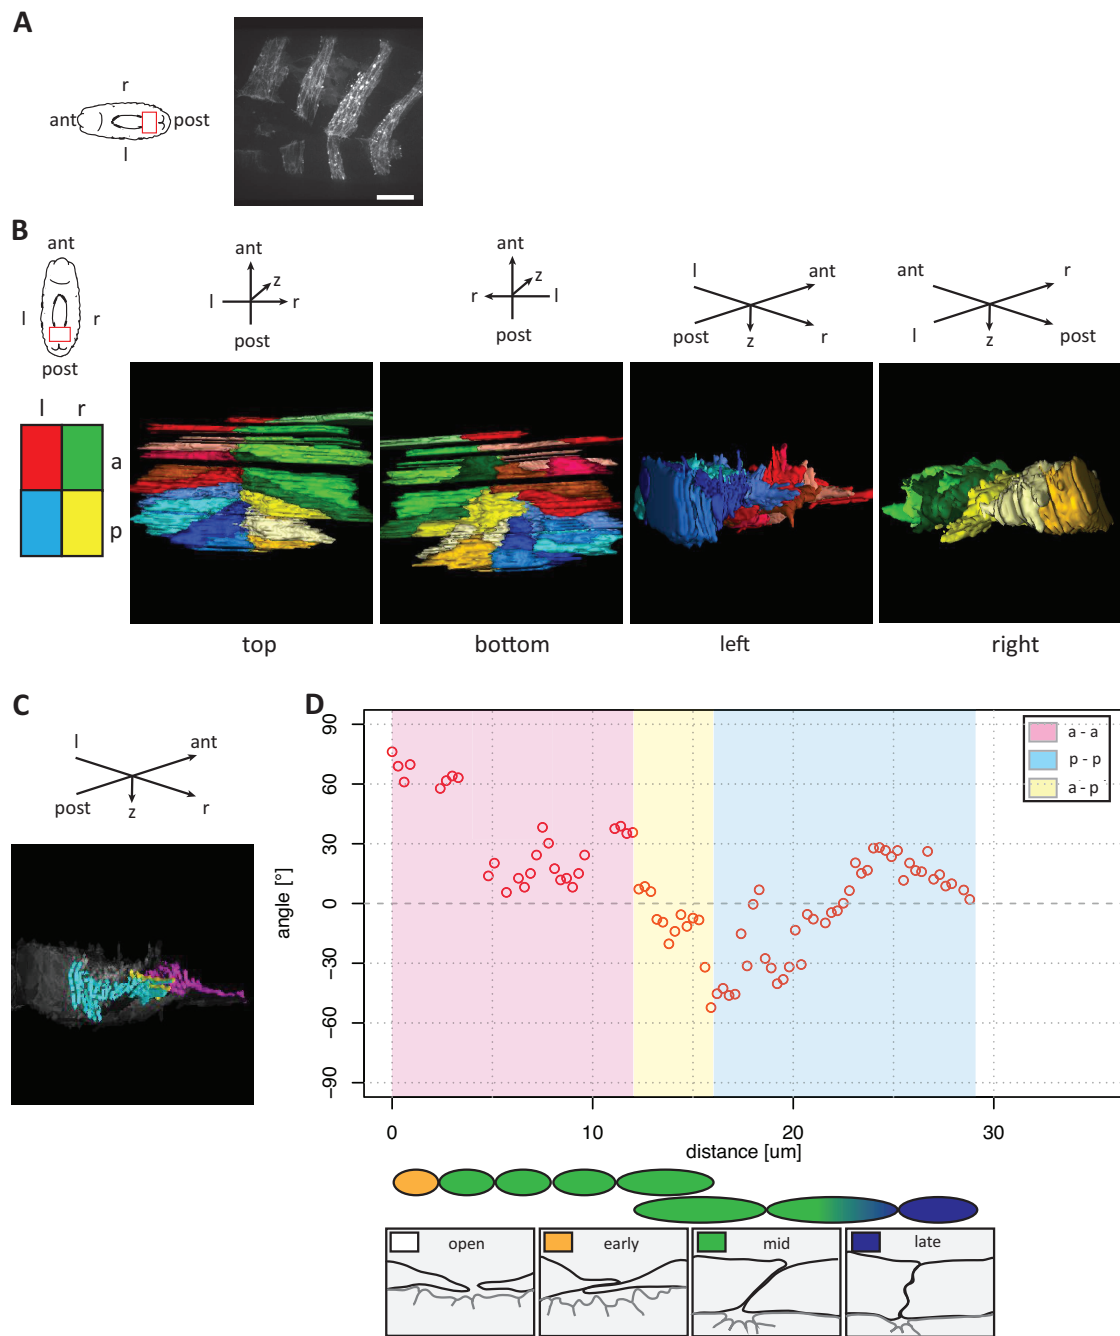 A
r
ant
post
l
B
ant
l
r
post
ant
z
l
r
post
ant
z
r
l
post
l
ant
post
z
r
ant
r
l
z
post
l
r
a
p
top
bottom
left
right
C
l
ant
post
z
r
D
angle [°]
90
60
30
0
−30
−60
−90
a - a
p - p
a - p
0
10
20
30
distance [um]
open
early
mid
late